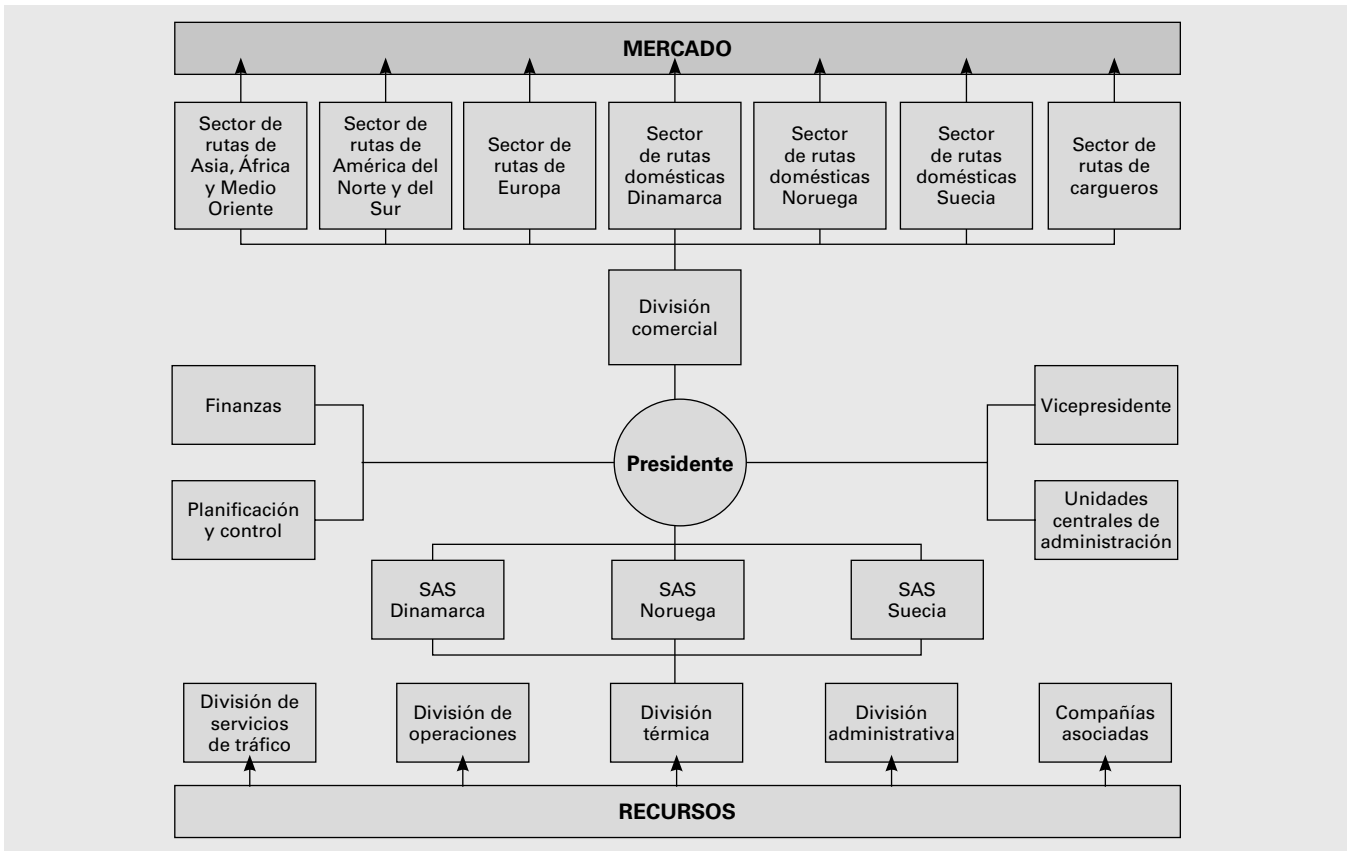 MERCADO
Sector de
rutas de
Asia, África
y Medio
Oriente
Sector de
rutas de
América del
Norte y del
Sur
Sector de
rutas de
Europa
Sector
de rutas
domésticas
Dinamarca
Sector
de rutas
domésticas
Noruega
Sector
de rutas
domésticas
Suecia
Sector de
rutas de
cargueros
División
comercial
Finanzas
Vicepresidente
Presidente
Planificación
y control
Unidades
centrales de
administración
SAS
Dinamarca
SAS
Noruega
SAS
Suecia
División de
servicios
de tráfico
División de
operaciones
División
térmica
División
administrativa
Compañías
asociadas
RECURSOS